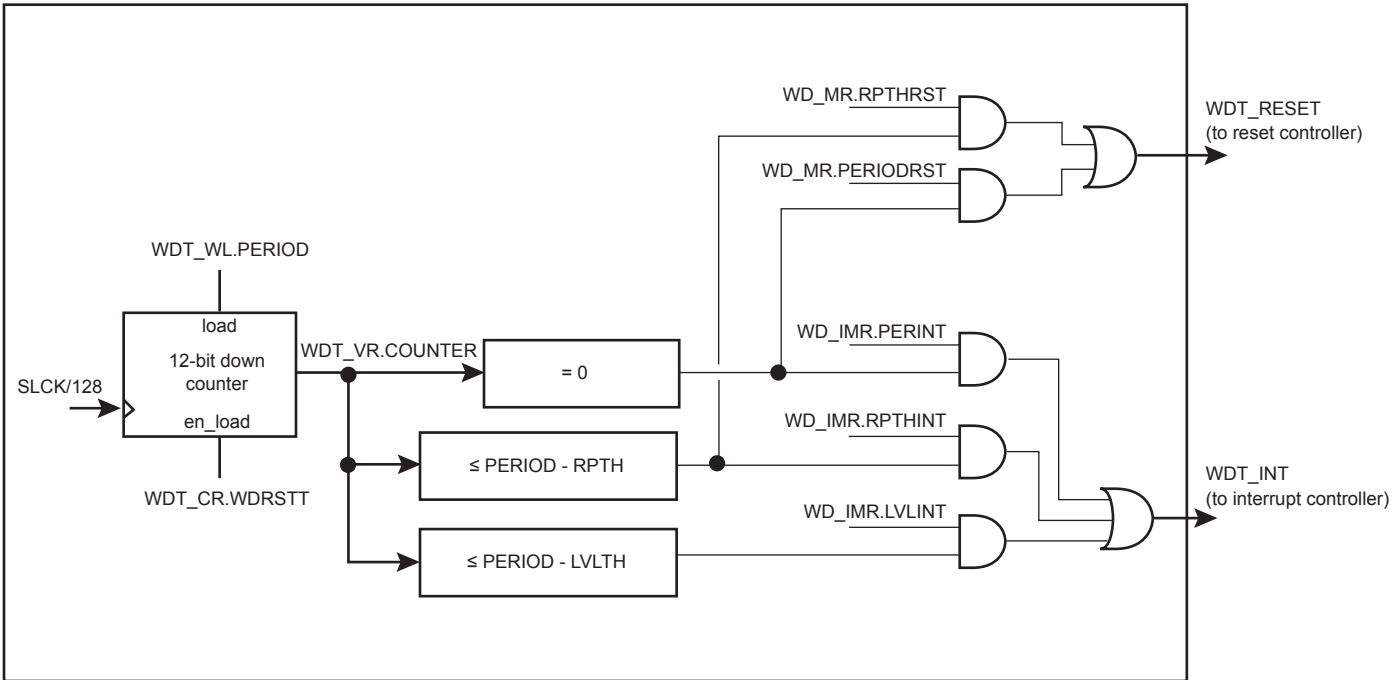 WD_MR.RPTHRST
WDT_RESET
(to reset controller)
WD_MR.PERIODRST
WDT_WL.PERIOD
load
12-bit down
counter
en_load
SLCK/128
WDT_CR.WDRSTT
WDT_VR.COUNTER
= 0
≤ PERIOD - RPTH
≤ PERIOD - LVLTH
WD_IMR.PERINT
WD_IMR.RPTHINT
WD_IMR.LVLINT
WDT_INT
(to interrupt controller)